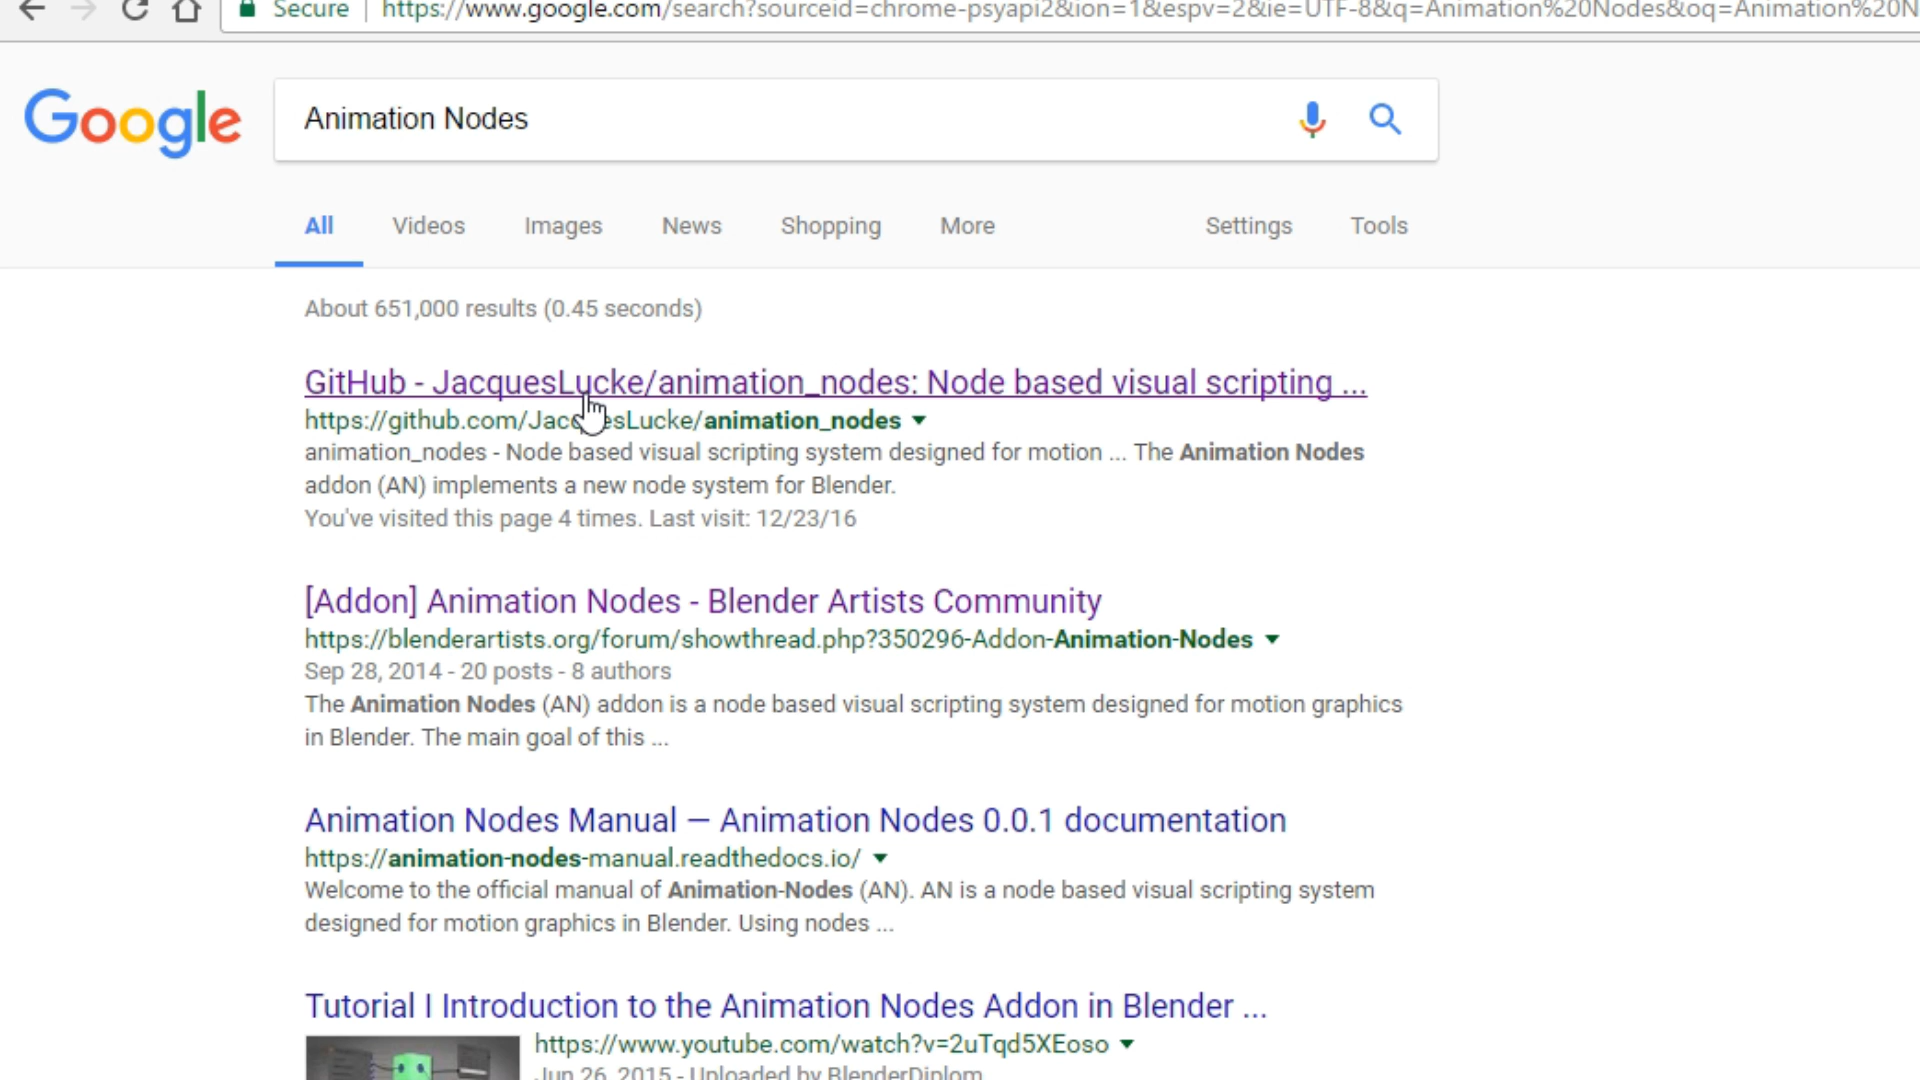 Secure https://www.google.com/search?sourceid=chrome-psyapi2&ion=1&espv=2&ie=UTF-8&q=Animation%20Nodes&oq=Animation%20N
Google
Animation Nodes
All Videos Images News Shopping More Settings Tools
About 651,000 results (0.45 seconds)
GitHub - JacquesLucke/animation_nodes: Node based visual scripting ...
https://github.com/JacquesLucke/animation_nodes
animation_nodes - Node based visual scripting system designed for motion ... The Animation Nodes
addon (AN) implements a new node system for Blender.
You've visited this page 4 times. Last visit: 12/23/16
[Addon] Animation Nodes - Blender Artists Community
https://blenderartists.org/forum/showthread.php?350296-Addon-Animation-Nodes
Sep 28, 2014 - 20 posts - 8 authors
The Animation Nodes (AN) addon is a node based visual scripting system designed for motion graphics
in Blender. The main goal of this ...
Animation Nodes Manual — Animation Nodes 0.0.1 documentation
https://animation-nodes-manual.readthedocs.io/
Welcome to the official manual of Animation-Nodes (AN). AN is a node based visual scripting system
designed for motion graphics in Blender. Using nodes ...
Tutorial I Introduction to the Animation Nodes Addon in Blender ...
https://www.youtube.com/watch?v=2uTqd5XEoso
Jun 26, 2015 - Uploaded by BlenderDiplom